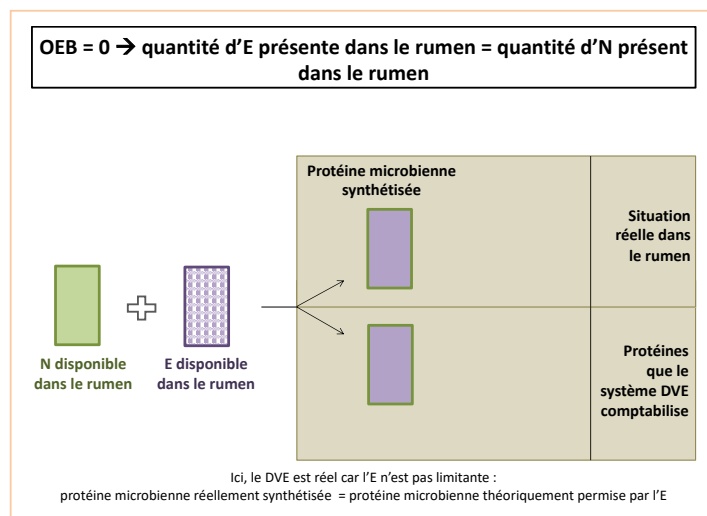 OEB = 0 → quantité d’E présente dans le rumen = quantité d’N présent
dans le rumen
Protéine microbienne
synthétisée
Situation
réelle dans
le rumen
N disponible
dans le rumen
E disponible
dans le rumen
Protéines
que le
système DVE
comptabilise
Ici, le DVE est réel car l’E n’est pas limitante :
protéine microbienne réellement synthétisée = protéine microbienne théoriquement permise par l’E